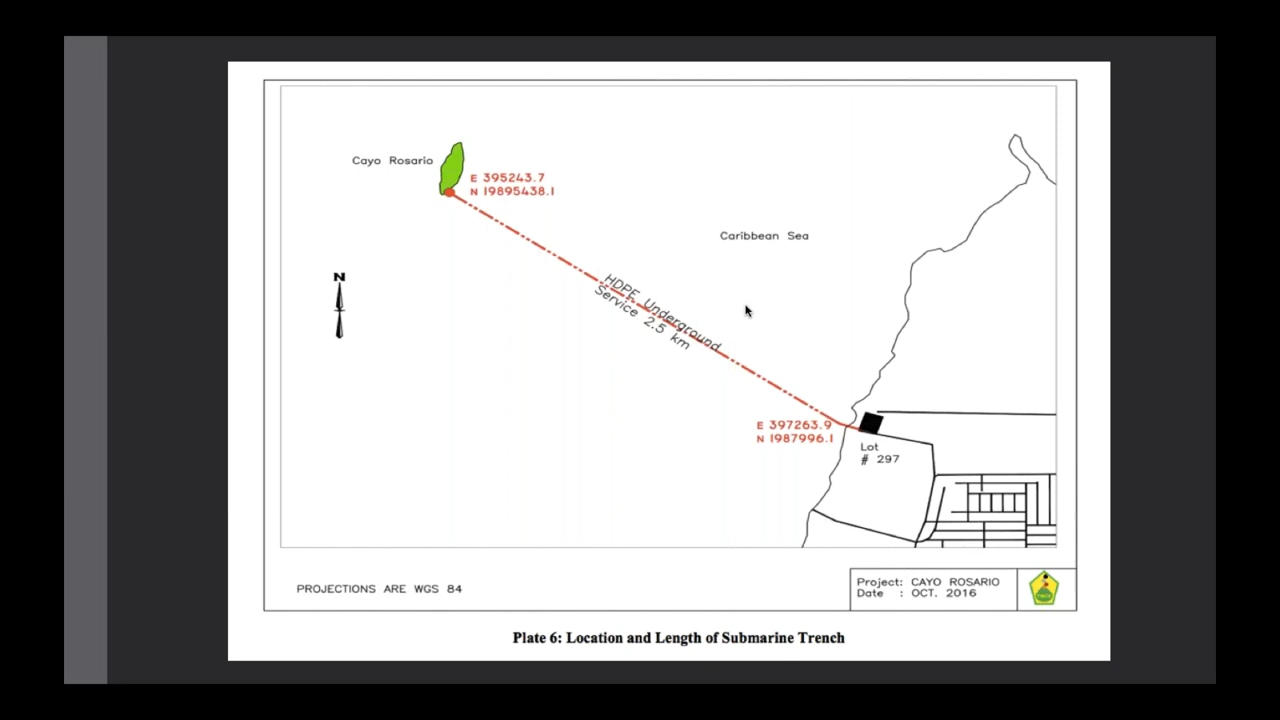 Cayo Rosario
E 395243.7
N 19895438.1
Caribbean Sea
N
HDPE Underground
Service 2.5 km
E 397263.9
N 1987996.1
Lot
# 297
PROJECTIONS ARE WGS 84
Project: CAYO ROSARIO
Date : OCT. 2016
Plate 6: Location and Length of Submarine Trench